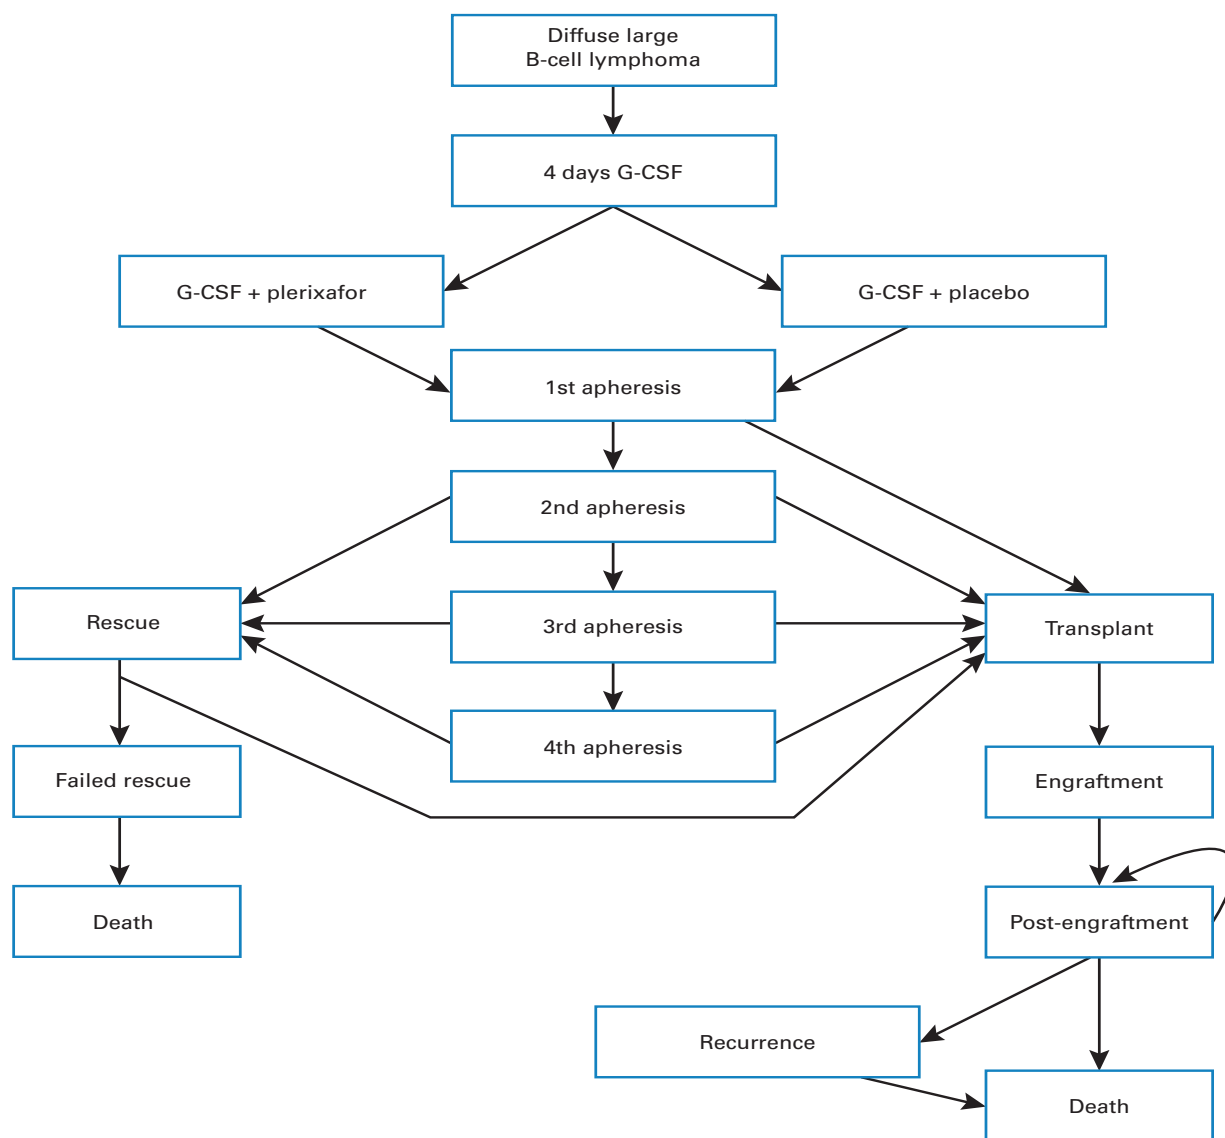 Diffuse large
B-cell lymphoma
4 days G-CSF
G-CSF + plerixafor
G-CSF + placebo
1st apheresis
2nd apheresis
Rescue
3rd apheresis
Transplant
4th apheresis
Failed rescue
Engraftment
Death
Post-engraftment
Recurrence
Death